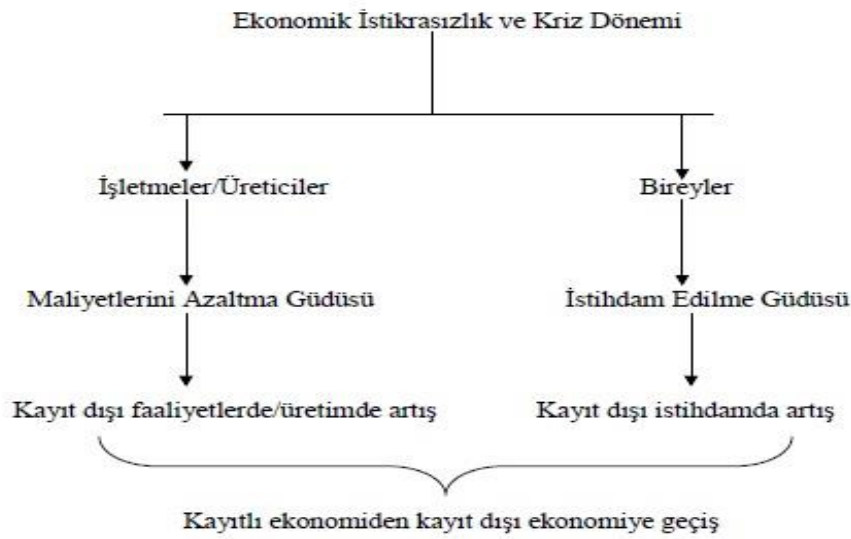 Ekonomik İstikrasızlık ve Kriz Dönemi
İşletmeler/Üreticiler
Bireyler
Maliyetlerini Azaltma Güdüsü
İstihdam Edilme Güdüsü
Kayıt dışı faaliyetlerde/üretimde artış
Kayıt dışı istihdamda artış
Kayıtlı ekonomiden kayıt dışı ekonomiye geçiş